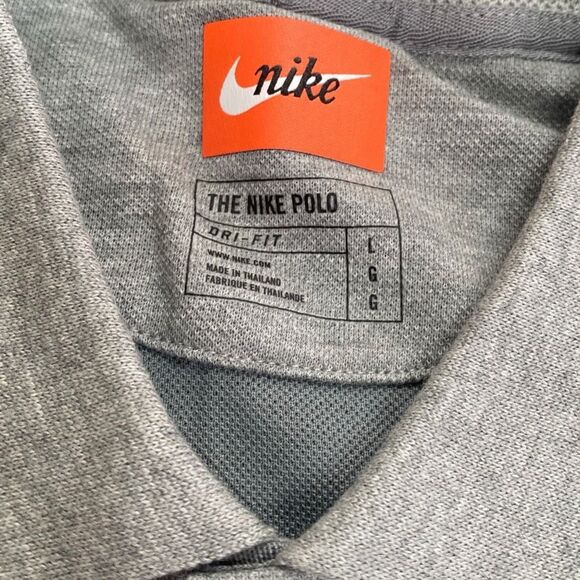 nike
THE NIKE POLO
DRI-FIT
WWW.NIKE.COM
MADE IN THAILAND
FABRIQUE EN THAILANDE
L
G
G